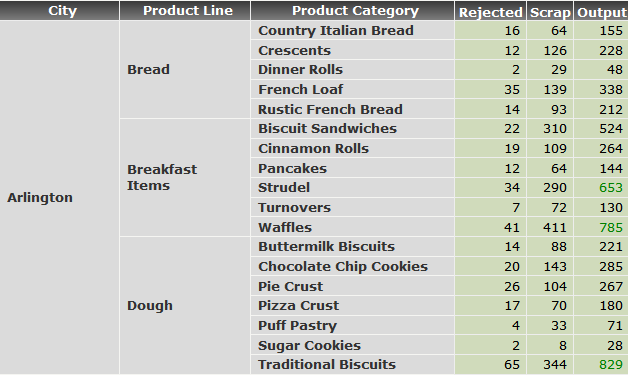 City Product Line Product Category Rejected Scrap Output
Arlington Bread Country Italian Bread 16 64 155
Crescents 12 126 228
Dinner Rolls 2 29 48
French Loaf 35 139 338
Rustic French Bread 14 93 212
Breakfast Items Biscuit Sandwiches 22 310 524
Cinnamon Rolls 19 109 264
Pancakes 12 64 144
Strudel 34 290 653
Turnovers 7 72 130
Waffles 41 411 785
Dough Buttermilk Biscuits 14 88 221
Chocolate Chip Cookies 20 143 285
Pie Crust 26 104 267
Pizza Crust 17 70 180
Puff Pastry 4 33 71
Sugar Cookies 2 8 28
Traditional Biscuits 65 344 829